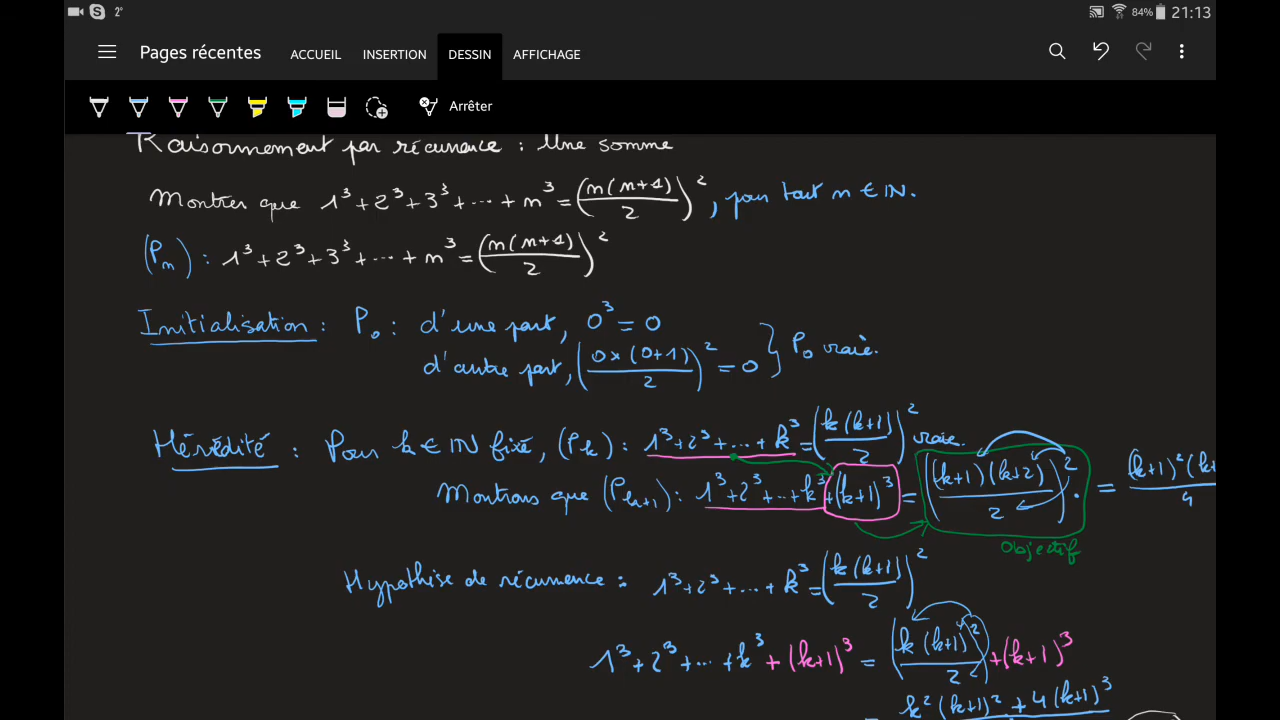 2° 84% 21:13
Pages récentes ACCUEIL INSERTION DESSIN AFFICHAGE
Arrêter
Raisonnement par récurrence : Une somme
Montrer que 1³ + 2³ + 3³ + ... + n³ = (n(n+1)/2)², pour tout n ∈ IN.
(Pn) : 1³ + 2³ + 3³ + ... + n³ = (n(n+1)/2)²
Initialisation : P₀ : d'une part, 0³ = 0
d'autre part, (0×(0+1)/2)² = 0 } P₀ vraie.
Hérédité : Pour k ∈ IN fixé, (Pk) : 1³ + 2³ + ... + k³ = (k(k+1)/2)² vraie.
Montrons que (Pk+1) : 1³ + 2³ + ... + k³ + (k+1)³ = ((k+1)(k+2)/2)². = (k+1)²(k+ /4
Objectif
Hypothèse de récurrence : 1³ + 2³ + ... + k³ = (k(k+1)/2)²
1³ + 2³ + ... + k³ + (k+1)³ = (k(k+1)/2)² + (k+1)³
= k²(k+1)² + 4(k+1)³